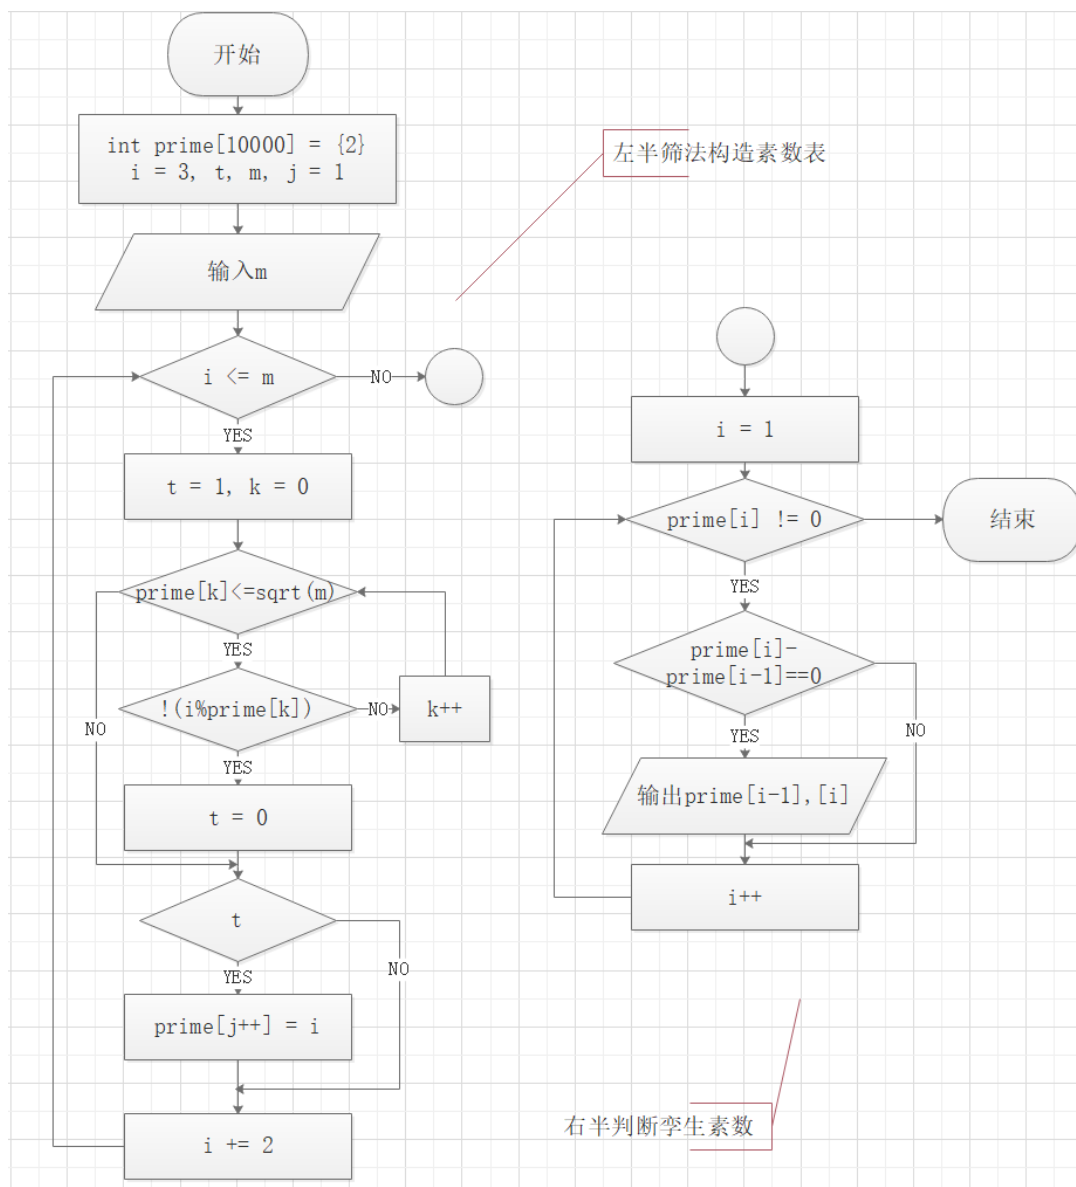 开始
int prime[10000] = {2}
i = 3, t, m, j = 1
输入m
i <= m
NO
YES
t = 1, k = 0
prime[k]<=sqrt(m)
YES
!(i%prime[k])
NO
k++
NO
YES
t = 0
t
YES
NO
prime[j++] = i
i += 2
左半筛法构造素数表
i = 1
prime[i] != 0
结束
YES
prime[i]-
prime[i-1]==0
YES
NO
输出prime[i-1],[i]
i++
右半判断孪生素数